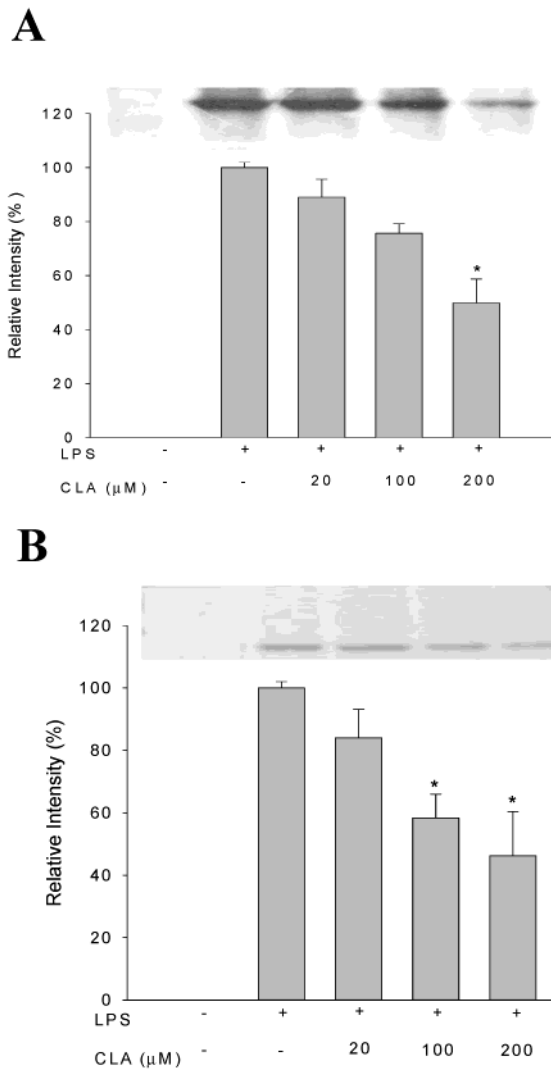 A
120
100
80
60
40
20
0
Relative Intensity (%)
*
LPS - + + + +
CLA (µM) - - 20 100 200
B
120
100
80
60
40
20
0
Relative Intensity (%)
* *
LPS - + + + +
CLA (µM) - - 20 100 200